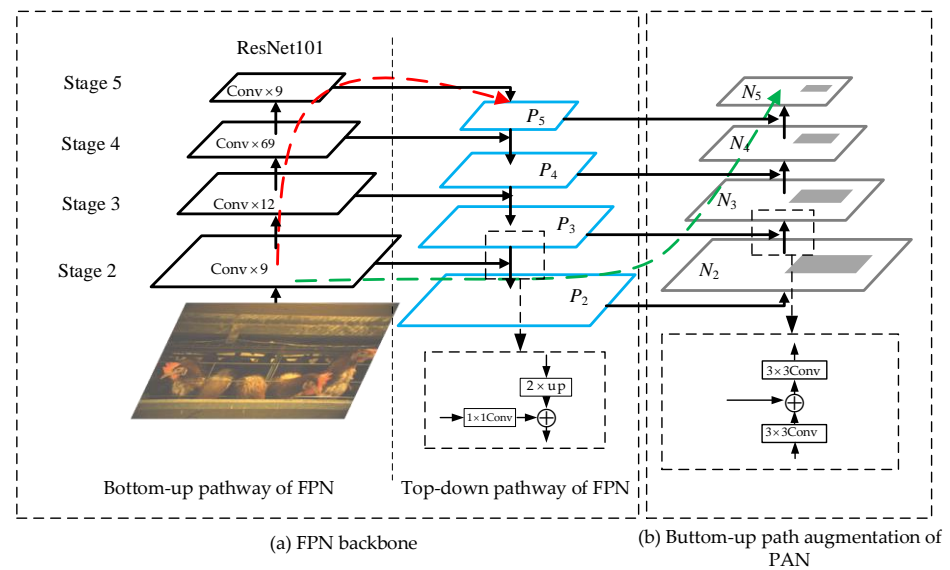 ResNet101
Stage 5
Conv×9
Stage 4
Conv×69
Stage 3
Conv×12
Stage 2
Conv×9
P5
P4
P3
P2
2×up
1×1Conv
Bottom-up pathway of FPN
Top-down pathway of FPN
(a) FPN backbone
N5
N4
N3
N2
3×3Conv
3×3Conv
(b) Buttom-up path augmentation of
PAN